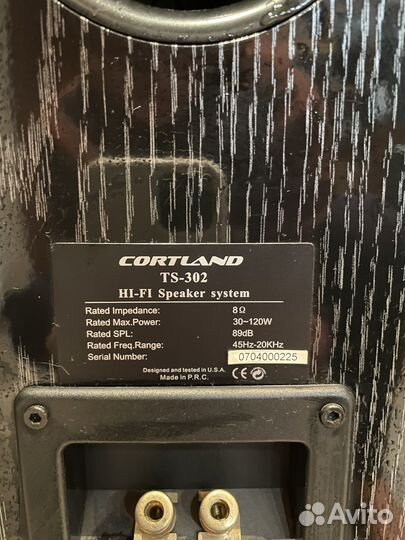 CORTLAND
TS-302
HI-FI Speaker system
Rated Impedance: 8Ω
Rated Max.Power: 30~120W
Rated SPL: 89dB
Rated Freq.Range: 45Hz-20KHz
Serial Number: 0704000225
Designed and tested in U.S.A.
Made in P.R.C.
CE
Avito